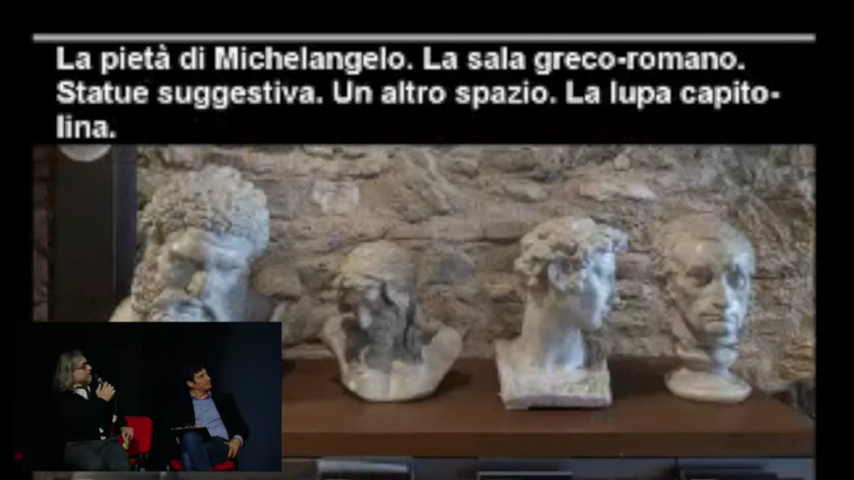 La pietà di Michelangelo. La sala greco-romano.
Statue suggestiva. Un altro spazio. La lupa capito-
lina.